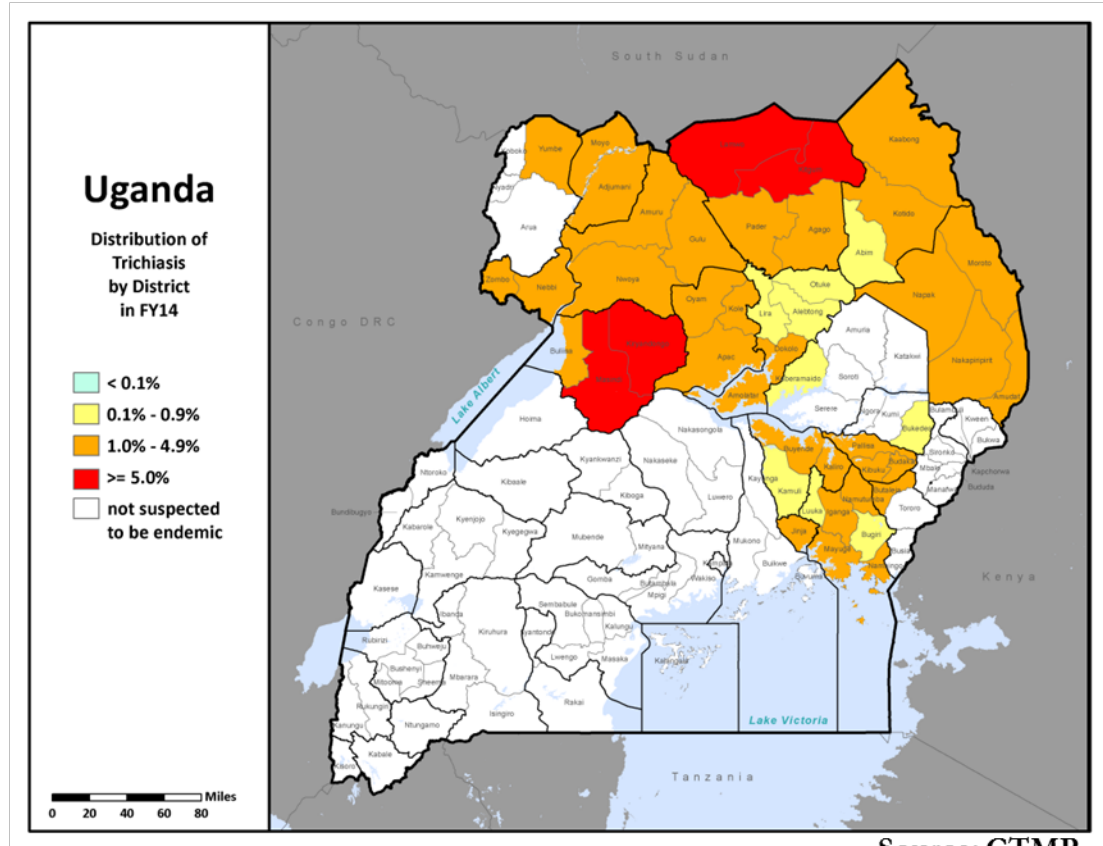 Uganda
Distribution of
Trichiasis
by District
in FY14
< 0.1%
0.1% - 0.9%
1.0% - 4.9%
>= 5.0%
not suspected
to be endemic
Miles
0 20 40 60 80
South Sudan
Congo DRC
Kenya
Tanzania
Lake Albert
Lake Victoria
Kaabong
Yumbe
Moyo
Adjumani
Arua
Amuru
Gulu
Pader
Agago
Kotido
Abim
Moroto
Zombo
Nebbi
Nwoya
Otuke
Napak
Oyam
Kole
Lira
Alebtong
Amuria
Katakwi
Nakapiripirit
Amudat
Buliisa
Apac
Dokolo
Kaberamaido
Soroti
Amolatar
Serere
Kumi
Bukedea
Bulambuli
Kween
Bukwa
Hoima
Nakasongola
Buyende
Pallisa
Sironko
Kapchorwa
Kyankwanzi
Nakaseke
Kayunga
Kaliro
Kibuku
Budaka
Mbale
Manafwa
Bududa
Ntoroko
Kibaale
Kiboga
Luwero
Kamuli
Luuka
Namutumba
Butaleja
Tororo
Bundibugyo
Kabarole
Kyenjojo
Kyegegwa
Mubende
Mityana
Mukono
Jinja
Iganga
Bugiri
Busia
Kasese
Kamwenge
Gomba
Butambala
Mpigi
Wakiso
Buikwe
Mayuge
Namayingo
Buvuma
Sembabule
Bukomansimbi
Kalungu
Ibanda
Kiruhura
Lwengo
Masaka
Kalangala
Rubirizi
Buhweju
Bushenyi
Mitooma
Sheema
Mbarara
Isingiro
Rakai
Ntungamo
Kanungu
Kabale
Kisoro